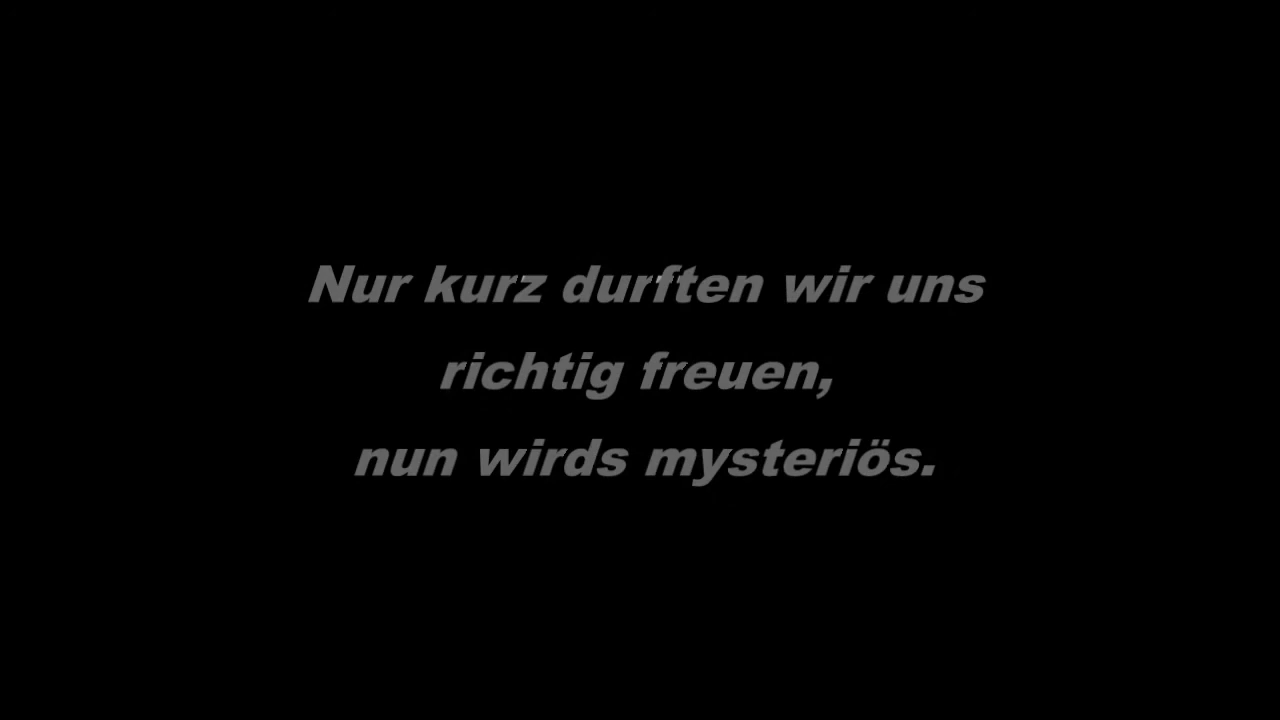 Nur kurz durften wir uns
richtig freuen,
nun wirds mysteriös.